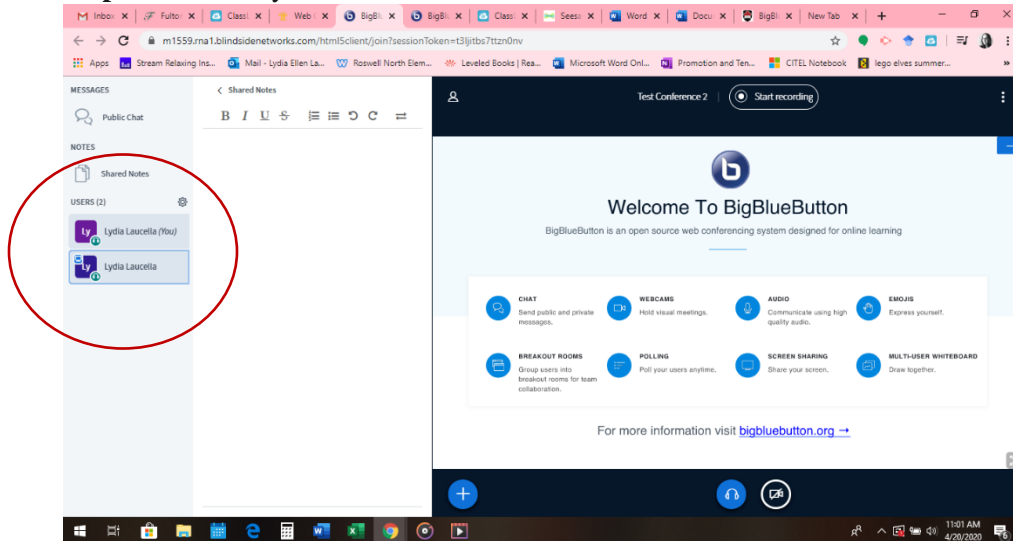 Inbox
Fulto
Classl
Web
BigBl
BigBl
Classl
Seesa
Word
Docu
BigBl
New Tab
m1559.rna1.blindsidenetworks.com/html5client/join?sessionToken=t3ljitbs7ttzn0nv
Apps
Stream Relaxing Ins...
Mail - Lydia Ellen La...
Roswell North Elem...
Leveled Books | Rea...
Microsoft Word Onl...
Promotion and Ten...
CITEL Notebook
lego elves summer...
»
MESSAGES
Public Chat
NOTES
Shared Notes
USERS (2)
Ly
Lydia Laucella (You)
Ly
Lydia Laucella
Shared Notes
B I U S
Test Conference 2 | Start recording
Welcome To BigBlueButton
BigBlueButton is an open source web conferencing system designed for online learning
CHAT
Send public and private
messages.
WEBCAMS
Hold visual meetings.
AUDIO
Communicate using high
quality audio.
EMOJIS
Express yourself.
BREAKOUT ROOMS
Group users into
breakout rooms for team
collaboration.
POLLING
Poll your users anytime.
SCREEN SHARING
Share your screen.
MULTI-USER WHITEBOARD
Draw together.
For more information visit bigbluebutton.org →
11:01 AM
4/20/2020